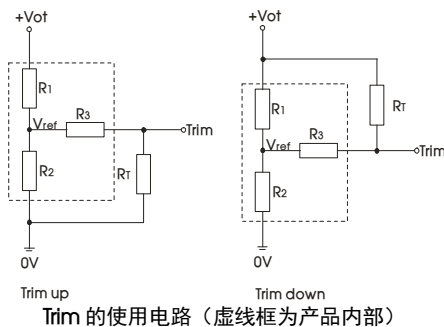 +Vot
+Vot
R1
Vref
R3
Trim
R2
RT
0V
Trim up
R1
RT
Vref
R3
Trim
R2
0V
Trim down
Trim 的使用电路（虚线框为产品内部）